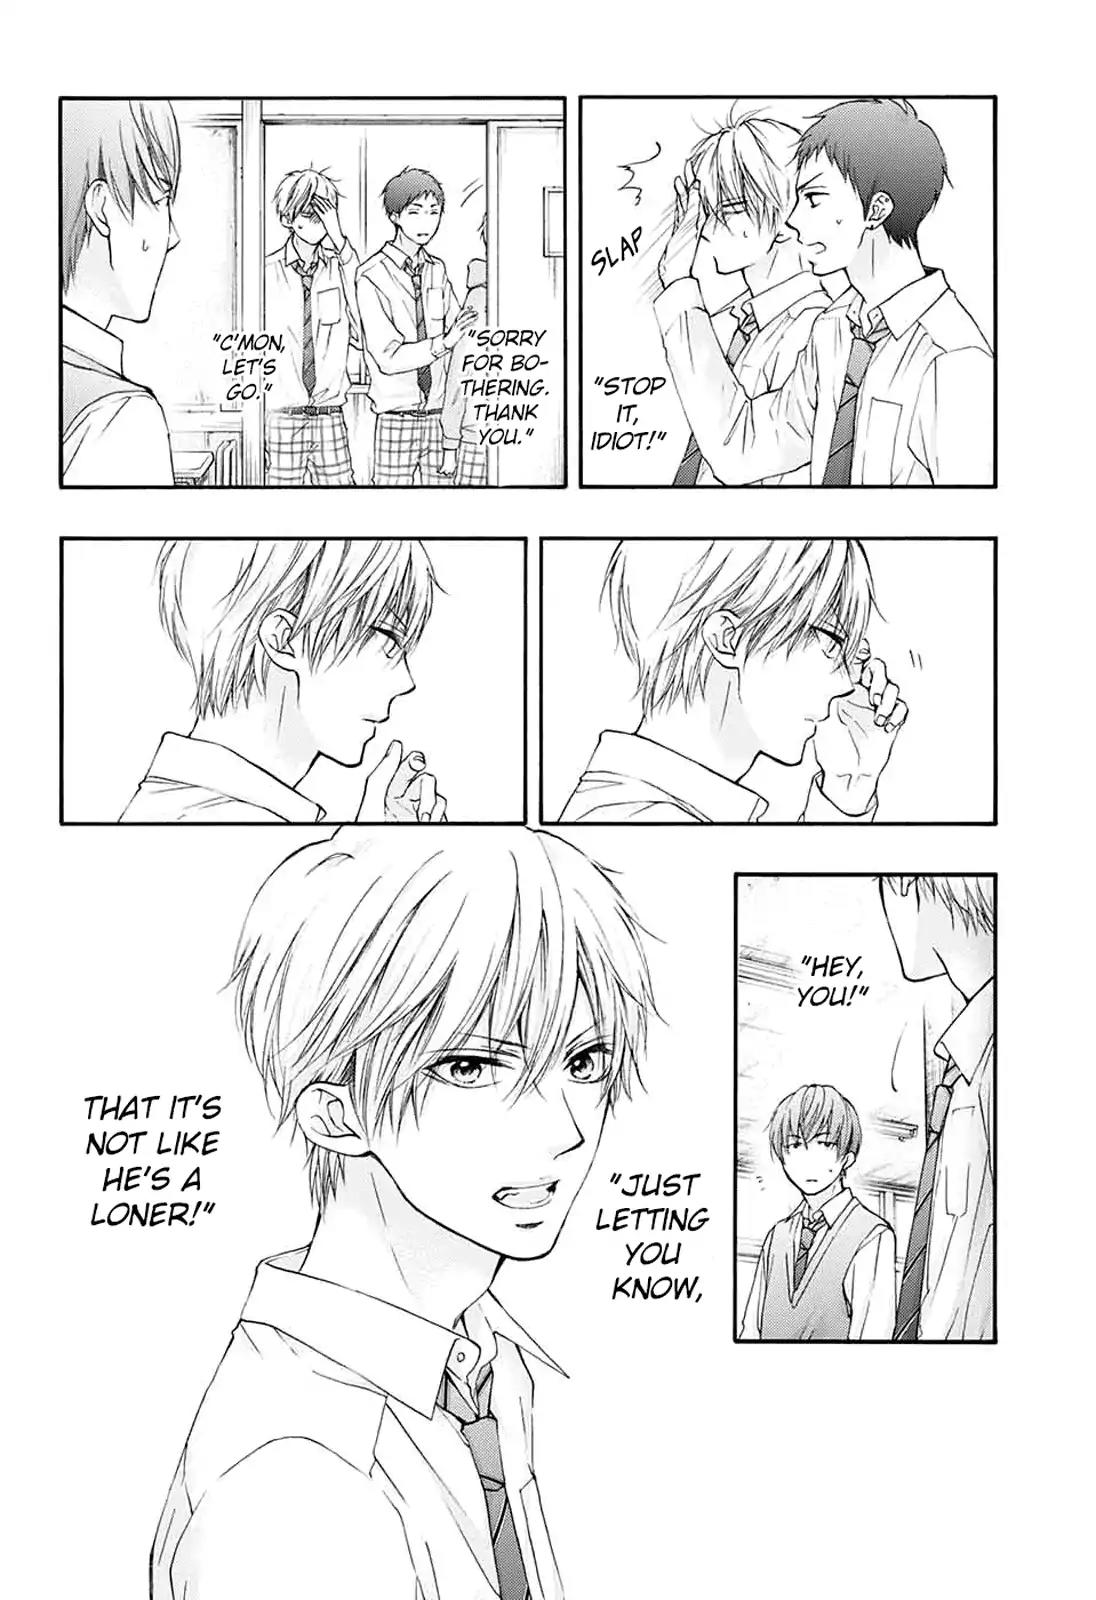 SLAP
"STOP
IT,
IDIOT!"
"SORRY
FOR BO-
THERING.
THANK
YOU."
"C'MON,
LET'S
GO."
"HEY,
YOU!"
"JUST
LETTING
YOU
KNOW,
THAT IT'S
NOT LIKE
HE'S A
LONER!"